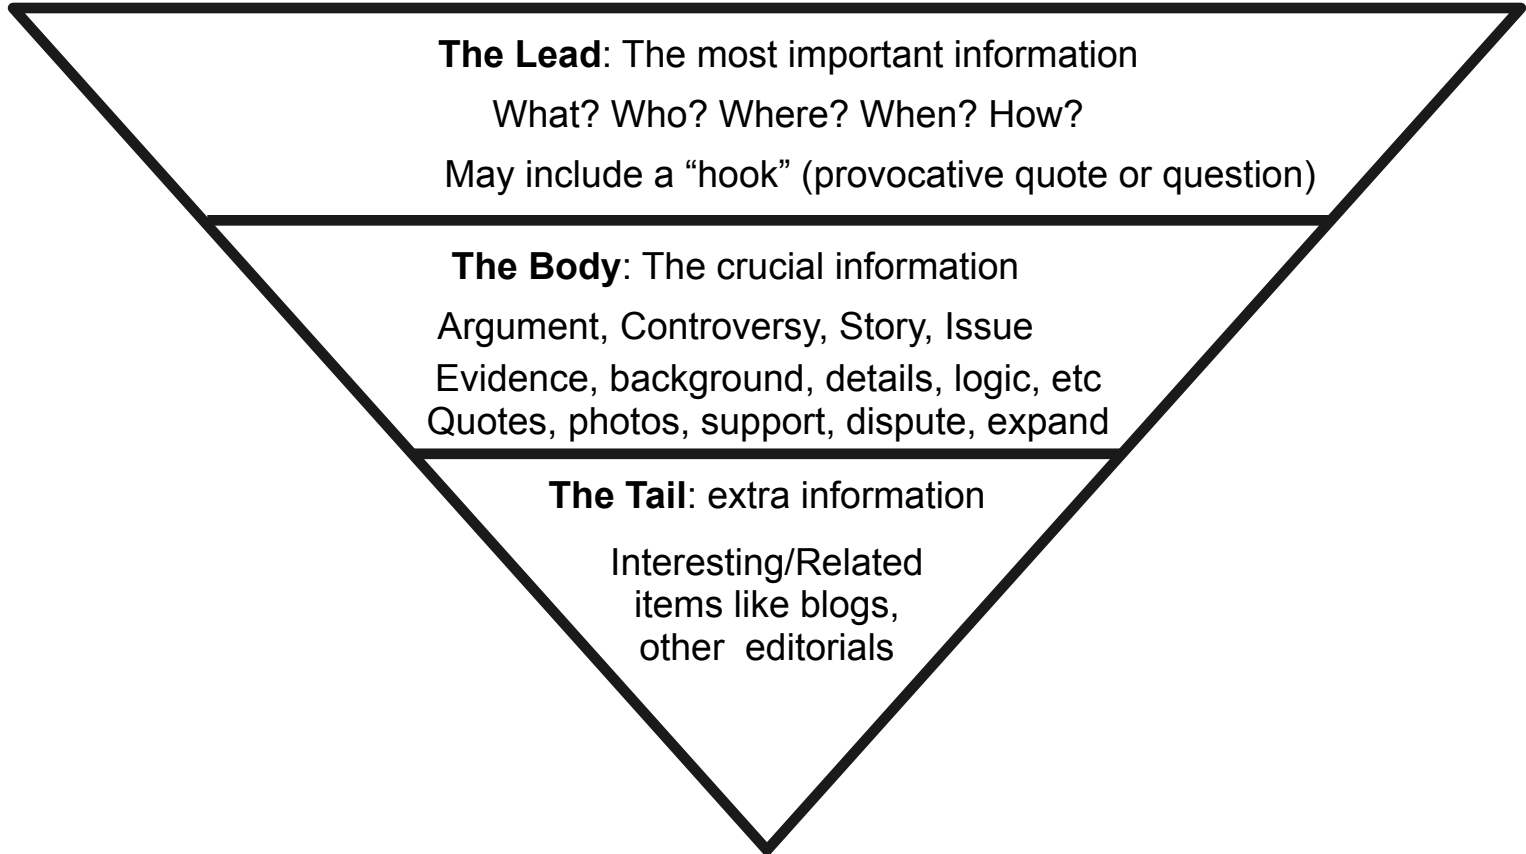 The Lead: The most important information
What? Who? Where? When? How?
May include a “hook” (provocative quote or question)
The Body: The crucial information
Argument, Controversy, Story, Issue
Evidence, background, details, logic, etc
Quotes, photos, support, dispute, expand
The Tail: extra information
Interesting/Related
items like blogs,
other  editorials